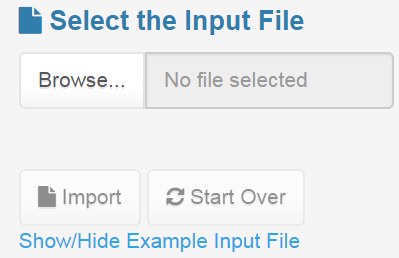 Select the Input File
Browse... No file selected
Import Start Over
Show/Hide Example Input File